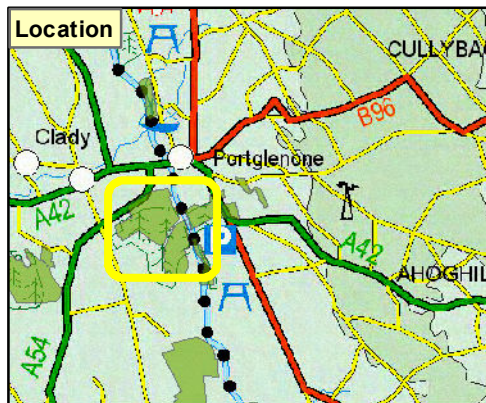 Location
CULLYBAC
B96
Clady
Portglenone
A42
P
A42
AHOGHIL
A54